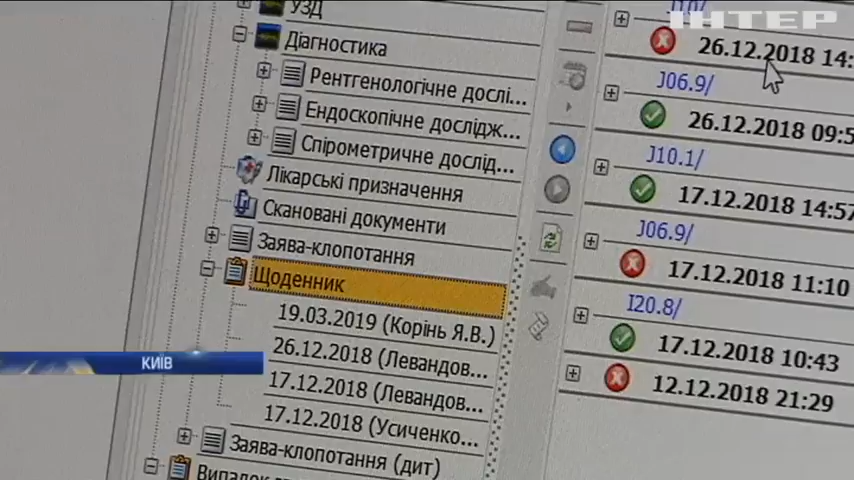 УЗД
Діагностика
Рентгенологічне дослі...
Ендоскопічне дослідж...
Спірометричне дослід...
Лікарські призначення
Скановані документи
Заява-клопотання
Щоденник
19.03.2019 (Корінь Я.В.)
26.12.2018 (Левандов...
17.12.2018 (Левандов...
17.12.2018 (Усиченко...
Заява-клопотання (дит)
Випадок
J10/
26.12.2018 14:
J06.9/
26.12.2018 09:5
J10.1/
17.12.2018 14:57
J06.9/
17.12.2018 11:10
I20.8/
17.12.2018 10:43
12.12.2018 21:29
ІНТЕР
КИЇВ